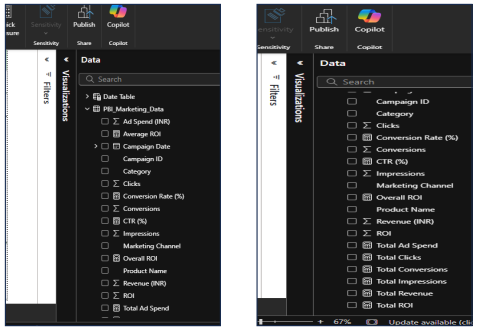 ick
sure
Sensitivity
Publish
Copilot
Sensitivity
Share
Copilot
Data
Search
Filters
Visualizations
Date Table
PBI_Marketing_Data
Ad Spend (INR)
Average ROI
Campaign Date
Campaign ID
Category
Clicks
Conversion Rate (%)
Conversions
CTR (%)
Impressions
Marketing Channel
Overall ROI
Product Name
Revenue (INR)
ROI
Total Ad Spend
ensitivity
Publish
Copilot
ensitivity
Share
Copilot
Data
Search
Filters
Visualizations
Campaign ID
Category
Clicks
Conversion Rate (%)
Conversions
CTR (%)
Impressions
Marketing Channel
Overall ROI
Product Name
Revenue (INR)
ROI
Total Ad Spend
Total Clicks
Total Conversions
Total Impressions
Total Revenue
Total ROI
67%
Update available (clic